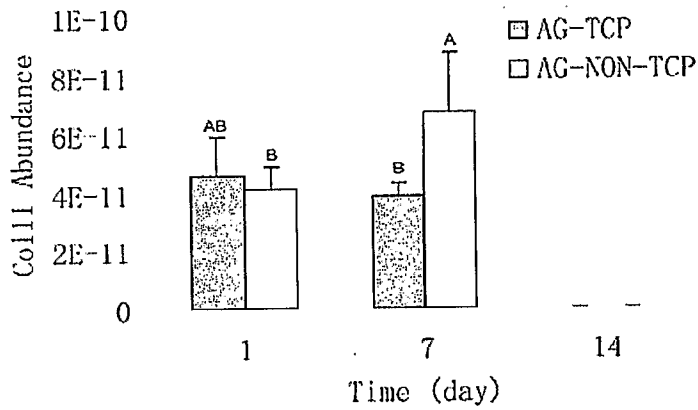 1E-10
8E-11
6E-11
4E-11
2E-11
0
ColII Abundance
AG-TCP
AG-NON-TCP
AB
B
B
A
1
7
14
Time (day)